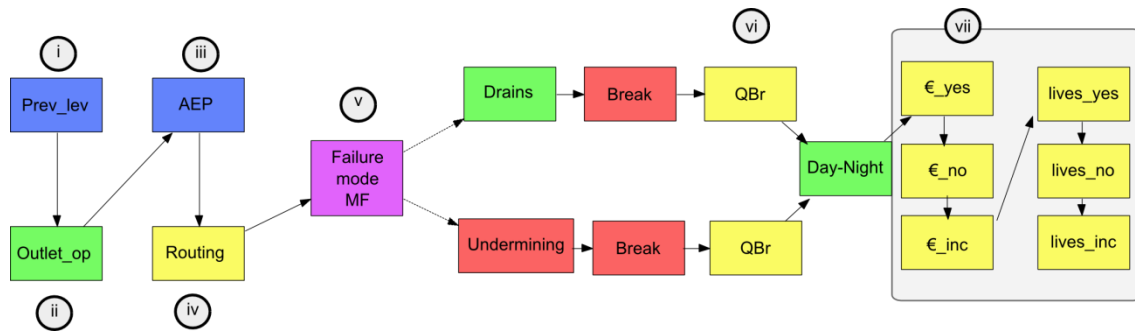 i
iii
vi
vii
v
Prev_lev
AEP
Drains
Break
QBr
€_yes
lives_yes
Failure
mode
MF
Day-Night
€_no
lives_no
Outlet_op
Routing
Undermining
Break
QBr
€_inc
lives_inc
ii
iv